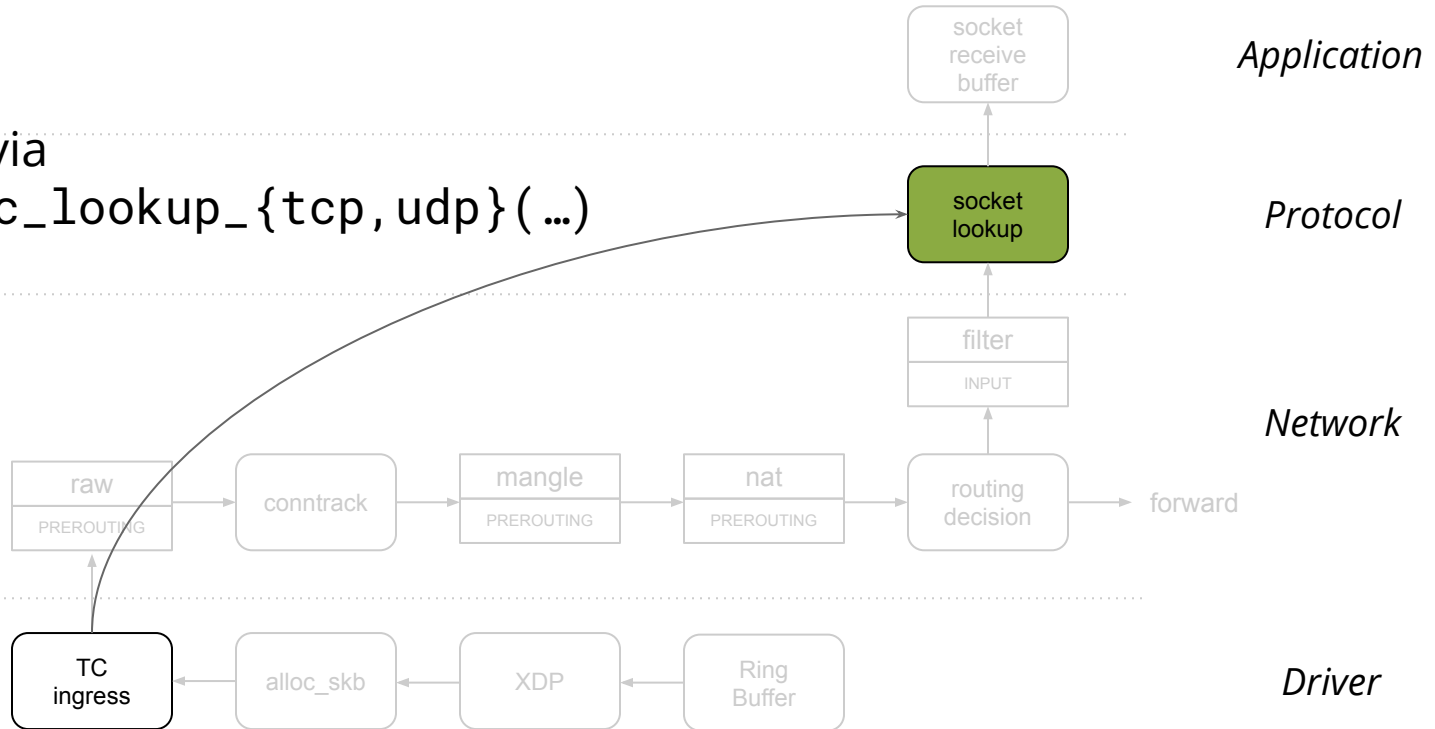 socket
receive
buffer
Application
via
c_lookup_{tcp,udp}(…)
socket
lookup
Protocol
filter
INPUT
Network
raw
PREROUTING
conntrack
mangle
PREROUTING
nat
PREROUTING
routing
decision
forward
TC
ingress
alloc_skb
XDP
Ring
Buffer
Driver